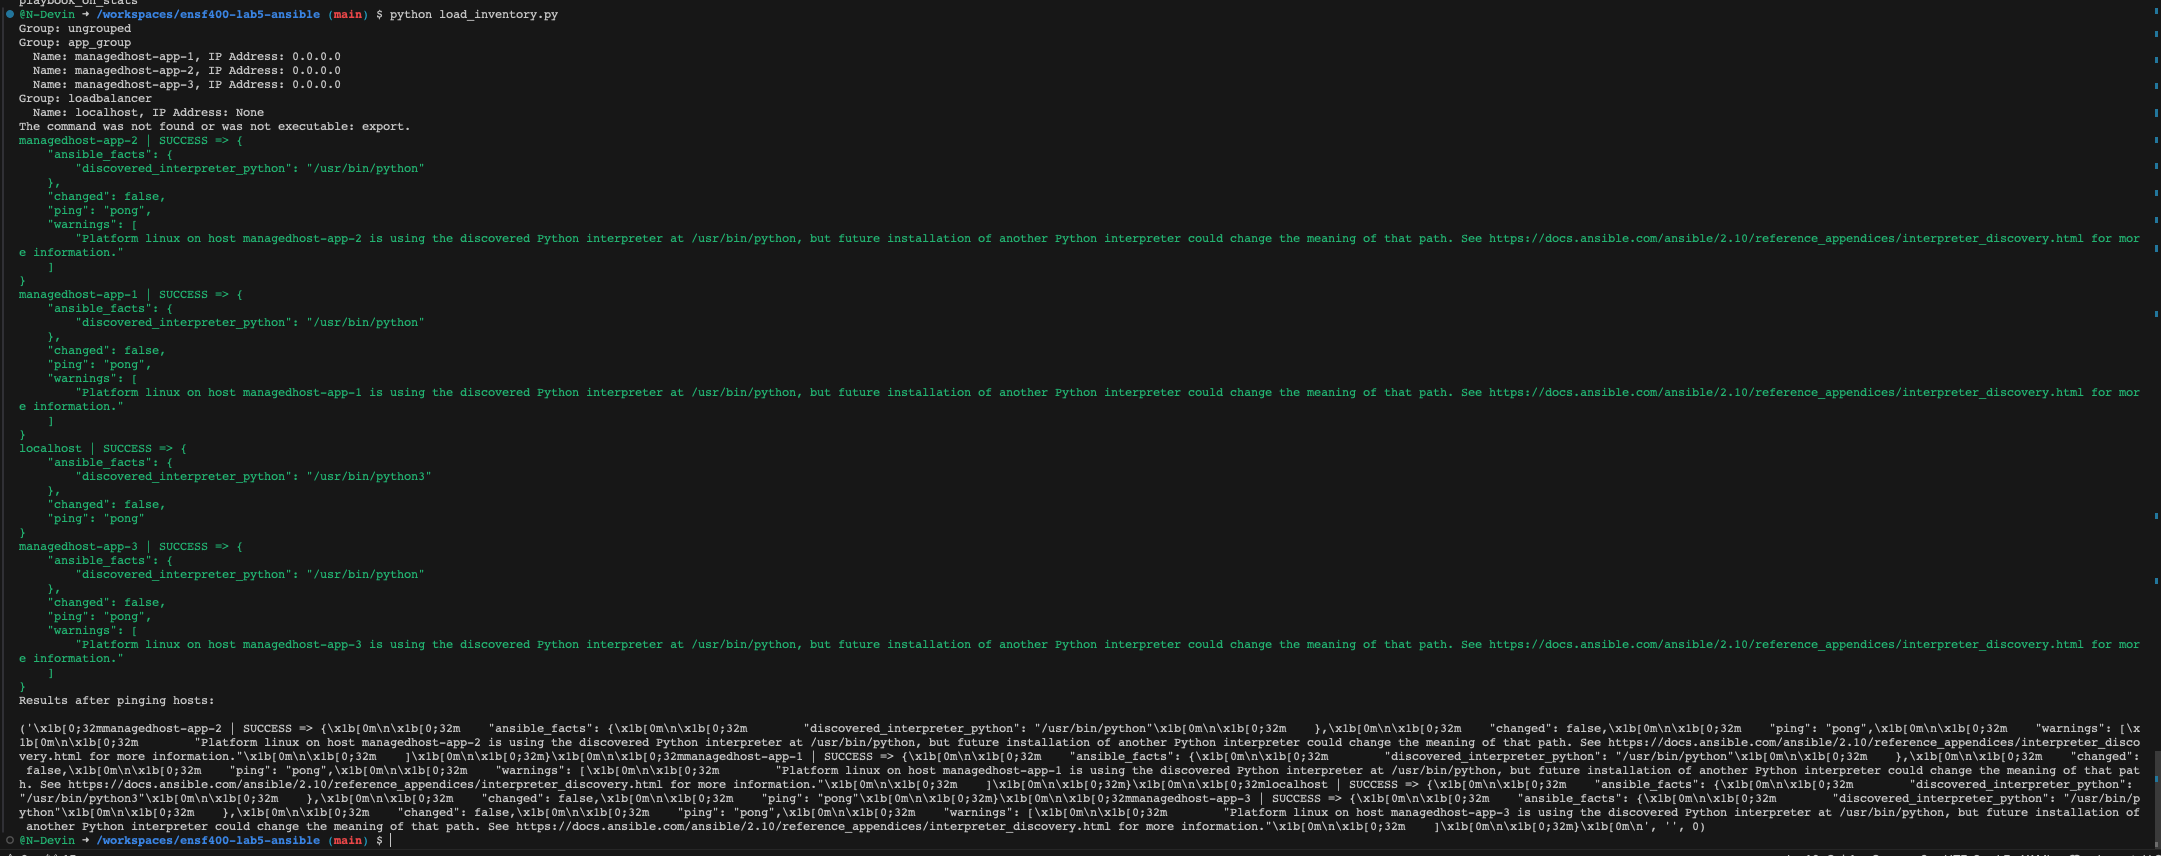 playbook_on_stats
@N-Devin ➜ /workspaces/ensf400-lab5-ansible (main) $ python load_inventory.py
Group: ungrouped
Group: app_group
  Name: managedhost-app-1, IP Address: 0.0.0.0
  Name: managedhost-app-2, IP Address: 0.0.0.0
  Name: managedhost-app-3, IP Address: 0.0.0.0
Group: loadbalancer
  Name: localhost, IP Address: None
The command was not found or was not executable: export.
managedhost-app-2 | SUCCESS => {
    "ansible_facts": {
        "discovered_interpreter_python": "/usr/bin/python"
    },
    "changed": false,
    "ping": "pong",
    "warnings": [
        "Platform linux on host managedhost-app-2 is using the discovered Python interpreter at /usr/bin/python, but future installation of another Python interpreter could change the meaning of that path. See https://docs.ansible.com/ansible/2.10/reference_appendices/interpreter_discovery.html for mor
e information."
    ]
}
managedhost-app-1 | SUCCESS => {
    "ansible_facts": {
        "discovered_interpreter_python": "/usr/bin/python"
    },
    "changed": false,
    "ping": "pong",
    "warnings": [
        "Platform linux on host managedhost-app-1 is using the discovered Python interpreter at /usr/bin/python, but future installation of another Python interpreter could change the meaning of that path. See https://docs.ansible.com/ansible/2.10/reference_appendices/interpreter_discovery.html for mor
e information."
    ]
}
localhost | SUCCESS => {
    "ansible_facts": {
        "discovered_interpreter_python": "/usr/bin/python3"
    },
    "changed": false,
    "ping": "pong"
}
managedhost-app-3 | SUCCESS => {
    "ansible_facts": {
        "discovered_interpreter_python": "/usr/bin/python"
    },
    "changed": false,
    "ping": "pong",
    "warnings": [
        "Platform linux on host managedhost-app-3 is using the discovered Python interpreter at /usr/bin/python, but future installation of another Python interpreter could change the meaning of that path. See https://docs.ansible.com/ansible/2.10/reference_appendices/interpreter_discovery.html for mor
e information."
    ]
}
Results after pinging hosts:
('\x1b[0;32mmanagedhost-app-2 | SUCCESS => {\x1b[0m\n\x1b[0;32m    "ansible_facts": {\x1b[0m\n\x1b[0;32m        "discovered_interpreter_python": "/usr/bin/python"\x1b[0m\n\x1b[0;32m    },\x1b[0m\n\x1b[0;32m    "changed": false,\x1b[0m\n\x1b[0;32m    "ping": "pong",\x1b[0m\n\x1b[0;32m    "warnings": [\x
1b[0m\n\x1b[0;32m        "Platform linux on host managedhost-app-2 is using the discovered Python interpreter at /usr/bin/python, but future installation of another Python interpreter could change the meaning of that path. See https://docs.ansible.com/ansible/2.10/reference_appendices/interpreter_disco
very.html for more information."\x1b[0m\n\x1b[0;32m    ]\x1b[0m\n\x1b[0;32m}\x1b[0m\n\x1b[0;32mmanagedhost-app-1 | SUCCESS => {\x1b[0m\n\x1b[0;32m    "ansible_facts": {\x1b[0m\n\x1b[0;32m        "discovered_interpreter_python": "/usr/bin/python"\x1b[0m\n\x1b[0;32m    },\x1b[0m\n\x1b[0;32m    "changed":
 false,\x1b[0m\n\x1b[0;32m    "ping": "pong",\x1b[0m\n\x1b[0;32m    "warnings": [\x1b[0m\n\x1b[0;32m        "Platform linux on host managedhost-app-1 is using the discovered Python interpreter at /usr/bin/python, but future installation of another Python interpreter could change the meaning of that pat
h. See https://docs.ansible.com/ansible/2.10/reference_appendices/interpreter_discovery.html for more information."\x1b[0m\n\x1b[0;32m    ]\x1b[0m\n\x1b[0;32m}\x1b[0m\n\x1b[0;32mlocalhost | SUCCESS => {\x1b[0m\n\x1b[0;32m    "ansible_facts": {\x1b[0m\n\x1b[0;32m        "discovered_interpreter_python":
"/usr/bin/python3"\x1b[0m\n\x1b[0;32m    },\x1b[0m\n\x1b[0;32m    "changed": false,\x1b[0m\n\x1b[0;32m    "ping": "pong"\x1b[0m\n\x1b[0;32m}\x1b[0m\n\x1b[0;32mmanagedhost-app-3 | SUCCESS => {\x1b[0m\n\x1b[0;32m    "ansible_facts": {\x1b[0m\n\x1b[0;32m        "discovered_interpreter_python": "/usr/bin/p
ython"\x1b[0m\n\x1b[0;32m    },\x1b[0m\n\x1b[0;32m    "changed": false,\x1b[0m\n\x1b[0;32m    "ping": "pong",\x1b[0m\n\x1b[0;32m    "warnings": [\x1b[0m\n\x1b[0;32m        "Platform linux on host managedhost-app-3 is using the discovered Python interpreter at /usr/bin/python, but future installation of
 another Python interpreter could change the meaning of that path. See https://docs.ansible.com/ansible/2.10/reference_appendices/interpreter_discovery.html for more information."\x1b[0m\n\x1b[0;32m    ]\x1b[0m\n\x1b[0;32m}\x1b[0m\n', '', 0)
@N-Devin ➜ /workspaces/ensf400-lab5-ansible (main) $